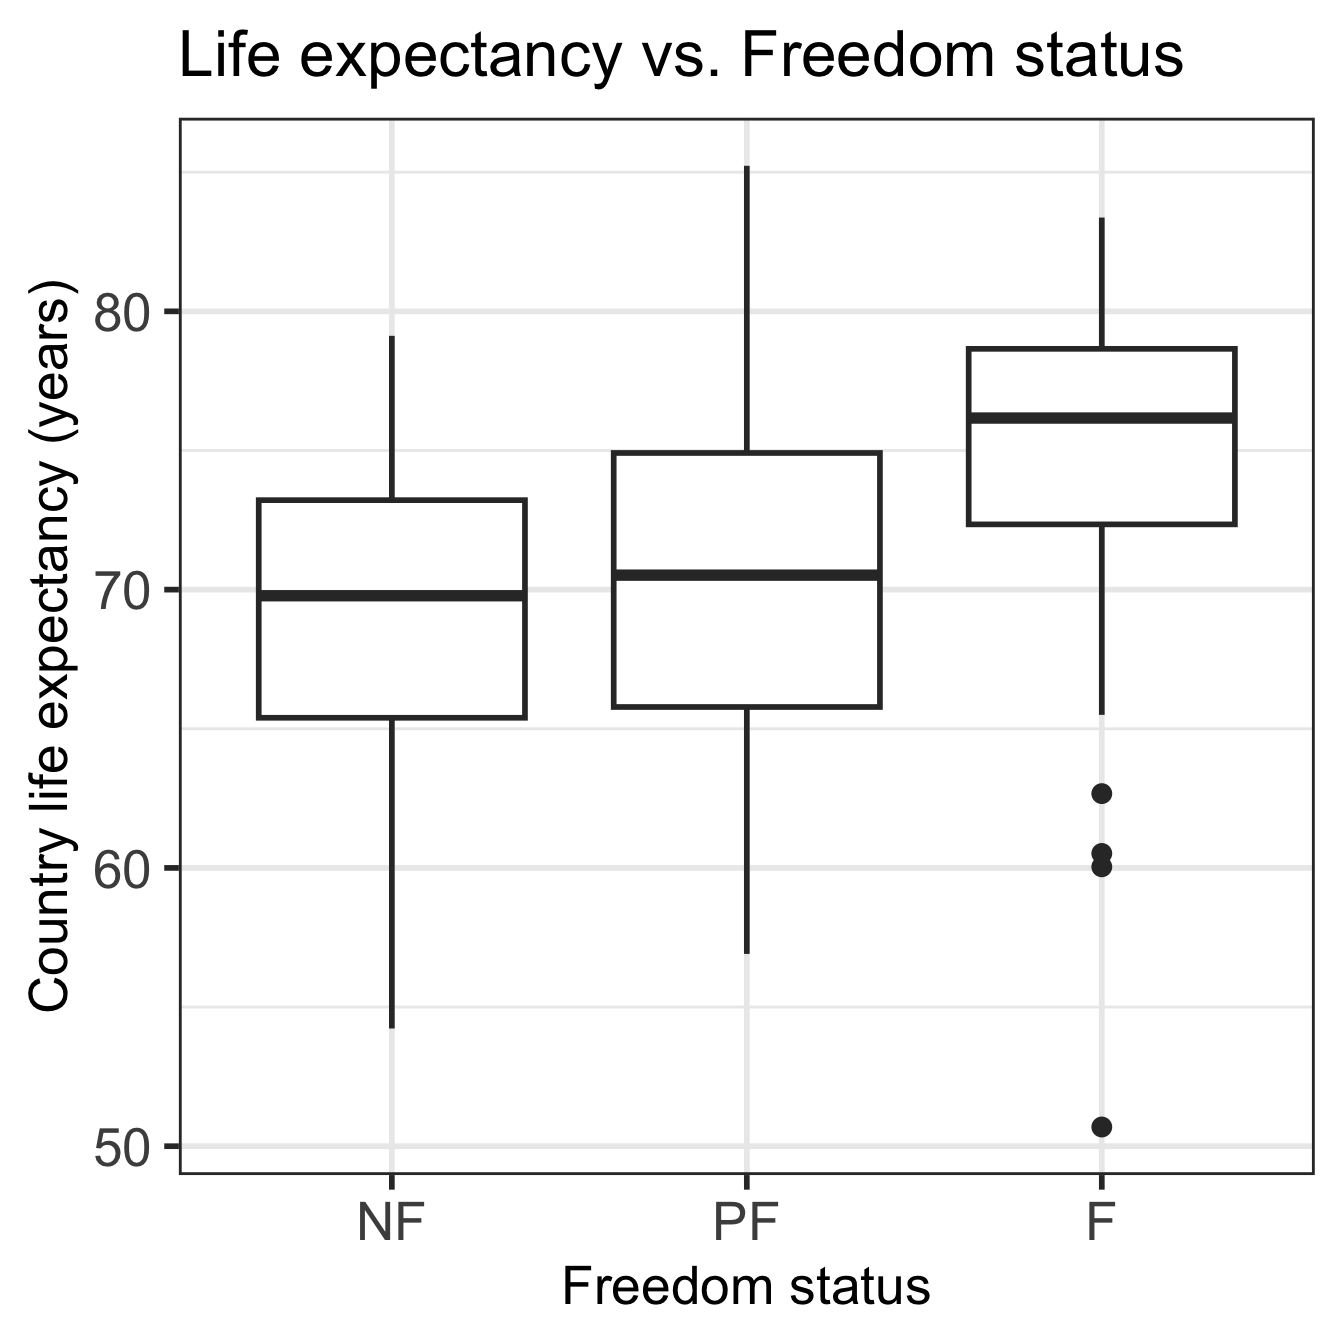 Life expectancy vs. Freedom status
Country life expectancy (years)
80
70
60
50
NF
PF
F
Freedom status